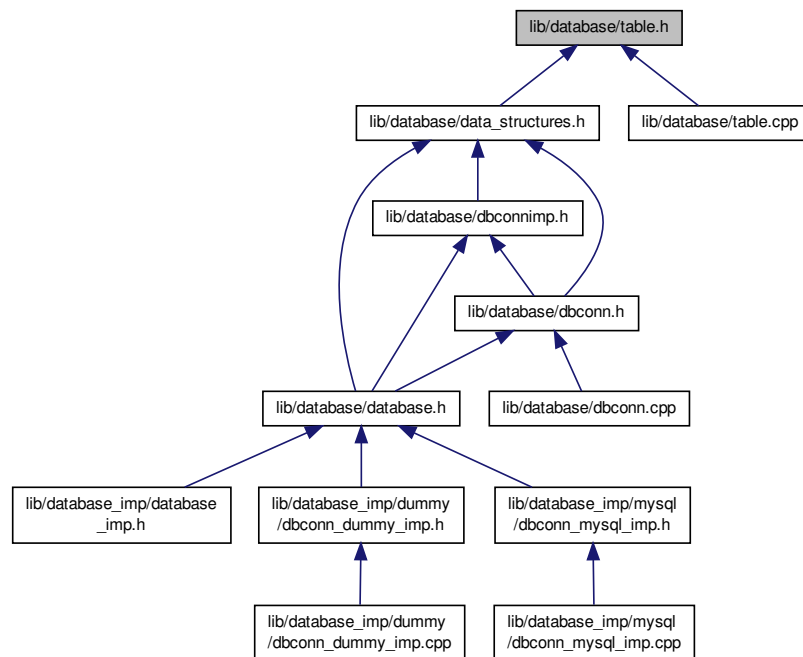 lib/database/table.h
lib/database/data_structures.h
lib/database/table.cpp
lib/database/dbconnimp.h
lib/database/dbconn.h
lib/database/database.h
lib/database/dbconn.cpp
lib/database_imp/database
_imp.h
lib/database_imp/dummy
/dbconn_dummy_imp.h
lib/database_imp/mysql
/dbconn_mysql_imp.h
lib/database_imp/dummy
/dbconn_dummy_imp.cpp
lib/database_imp/mysql
/dbconn_mysql_imp.cpp